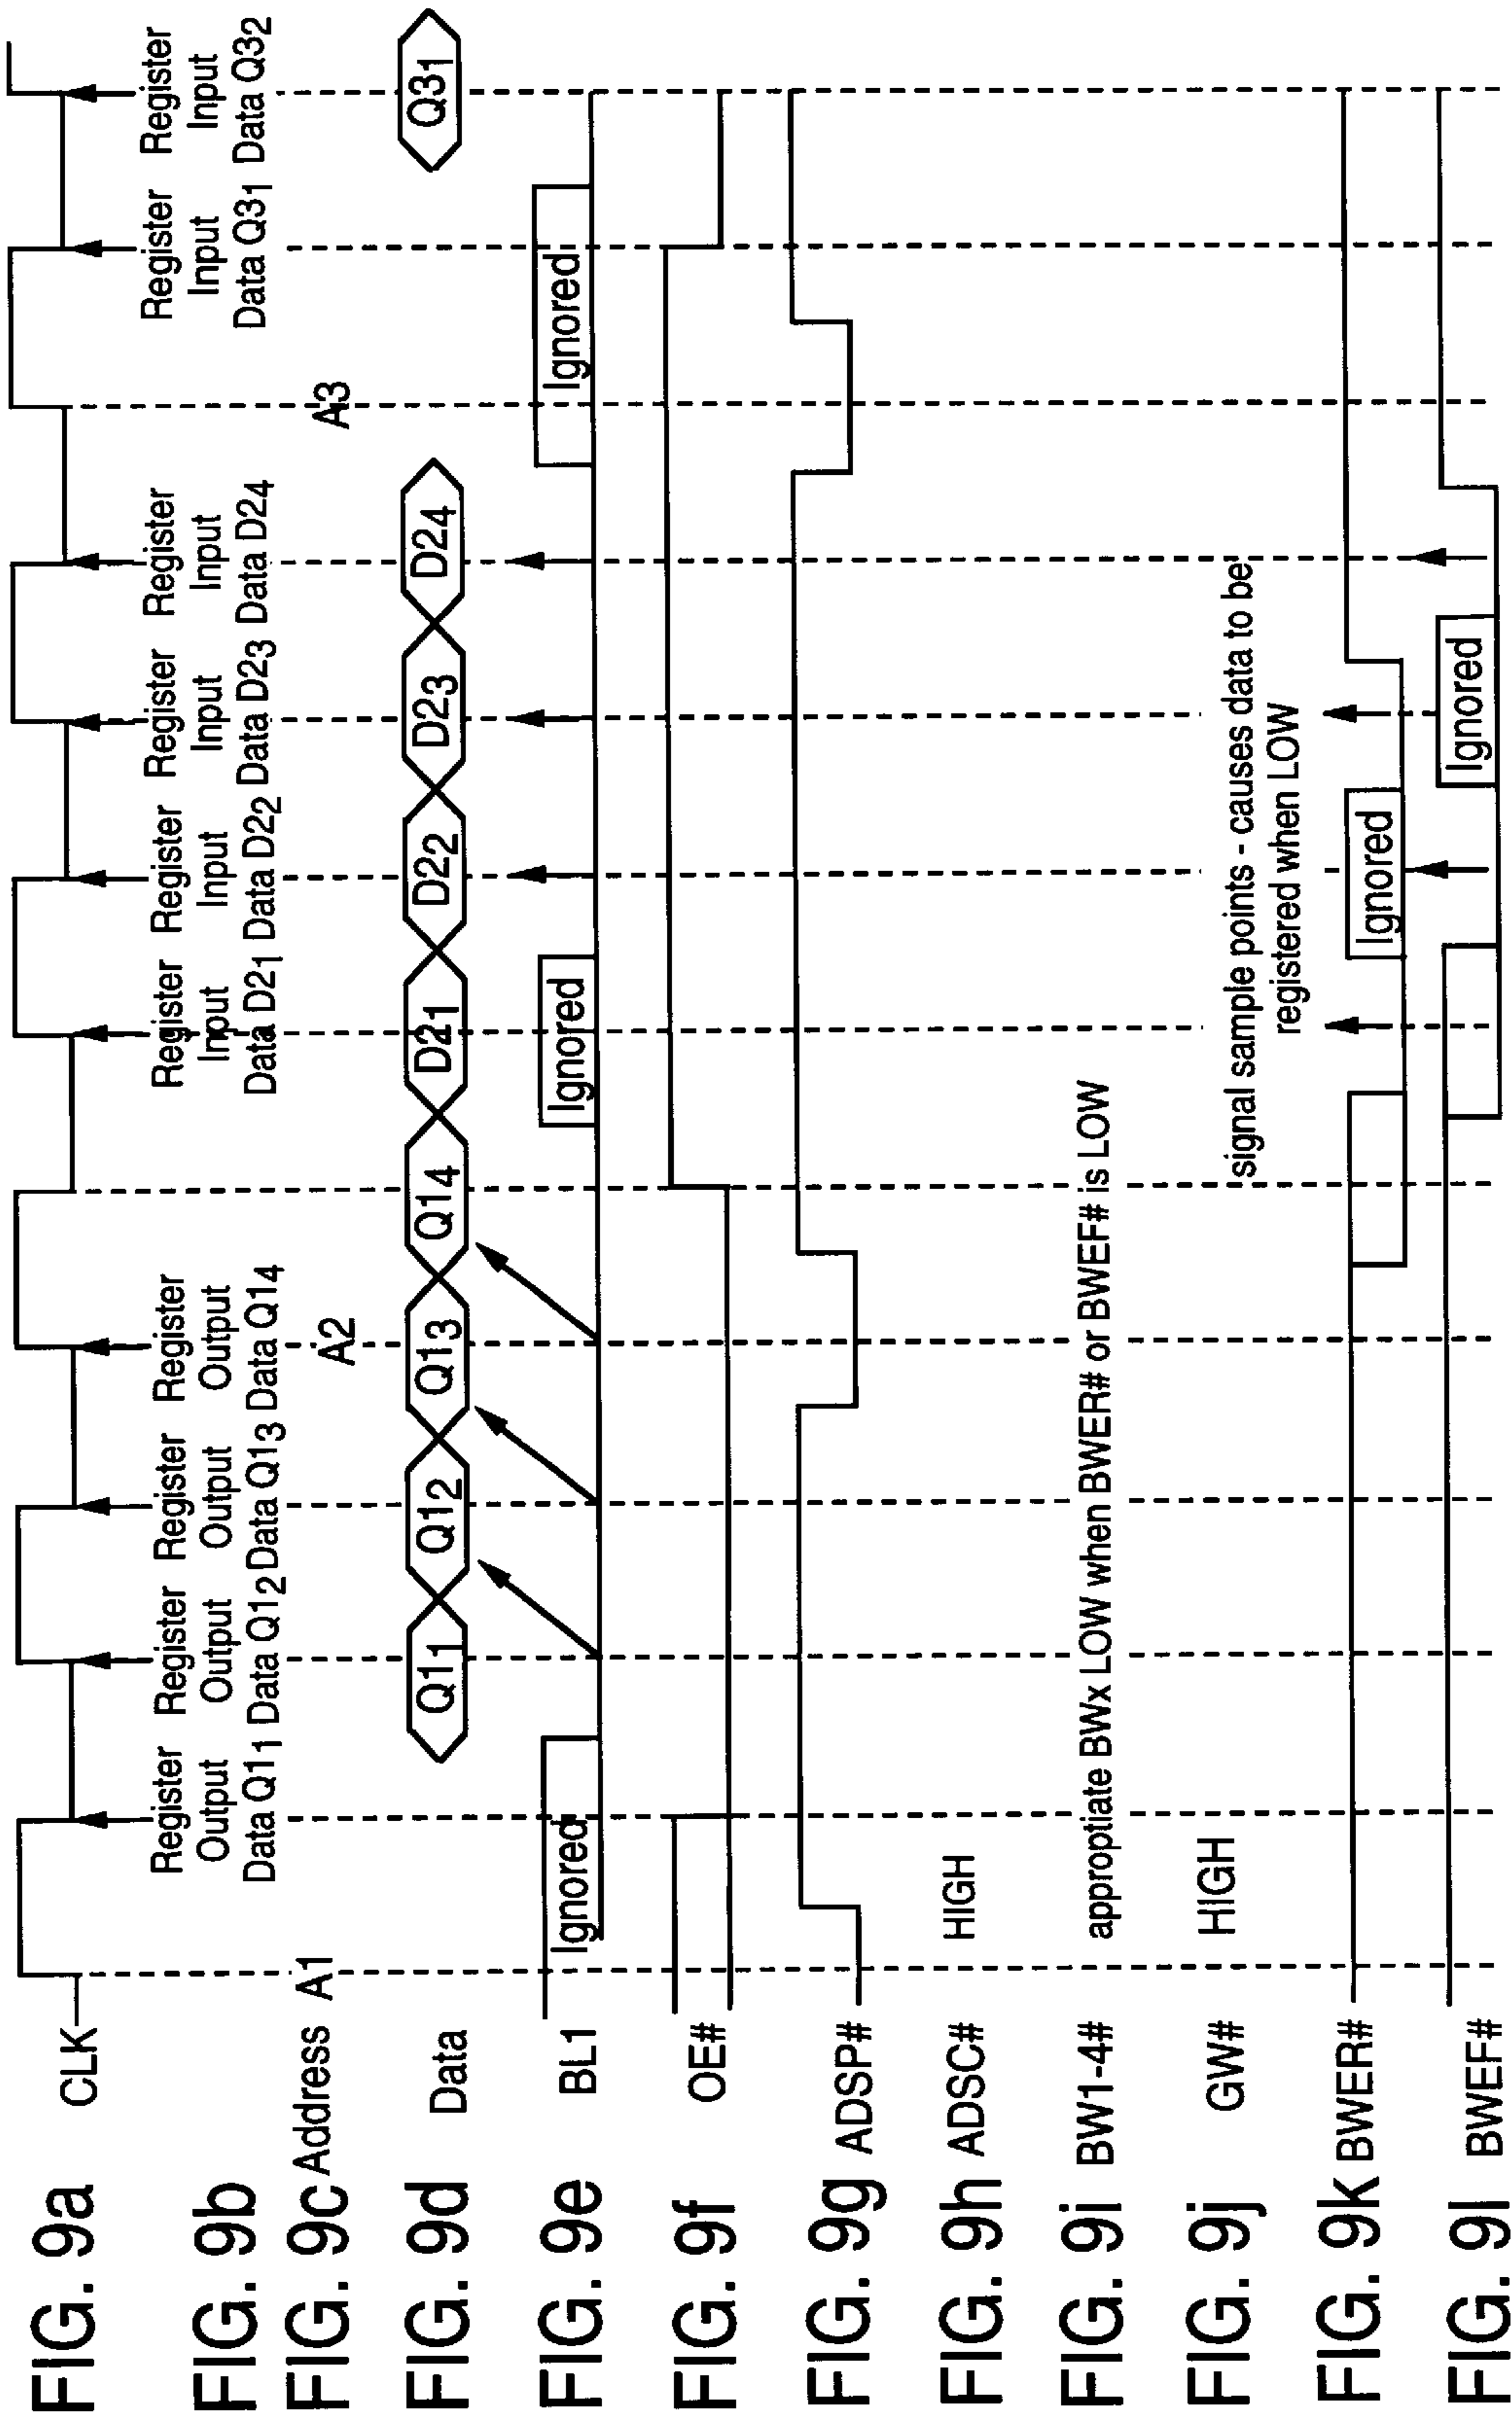 FIG. 9a CLK
FIG. 9b
Register Output Data Q11
Register Output Data Q12
Register Output Data Q13
Register Output Data Q14
Register Input Data D21
Register Input Data D22
Register Input Data D23
Register Input Data D24
Register Input Data Q31
Register Input Data Q32
FIG. 9c Address A1 A2 A3
FIG. 9d Data Q11 Q12 Q13 Q14 D21 D22 D23 D24 Q31
FIG. 9e BL1 Ignored Ignored Ignored
FIG. 9f OE#
FIG. 9g ADSP#
FIG. 9h ADSC# HIGH
FIG. 9i BW1-4# approptiate BWx LOW when BWER# or BWEF# is LOW
FIG. 9j GW# HIGH
signal sample points - causes data to be
registered when LOW
FIG. 9k BWER# Ignored
FIG. 9l BWEF# Ignored